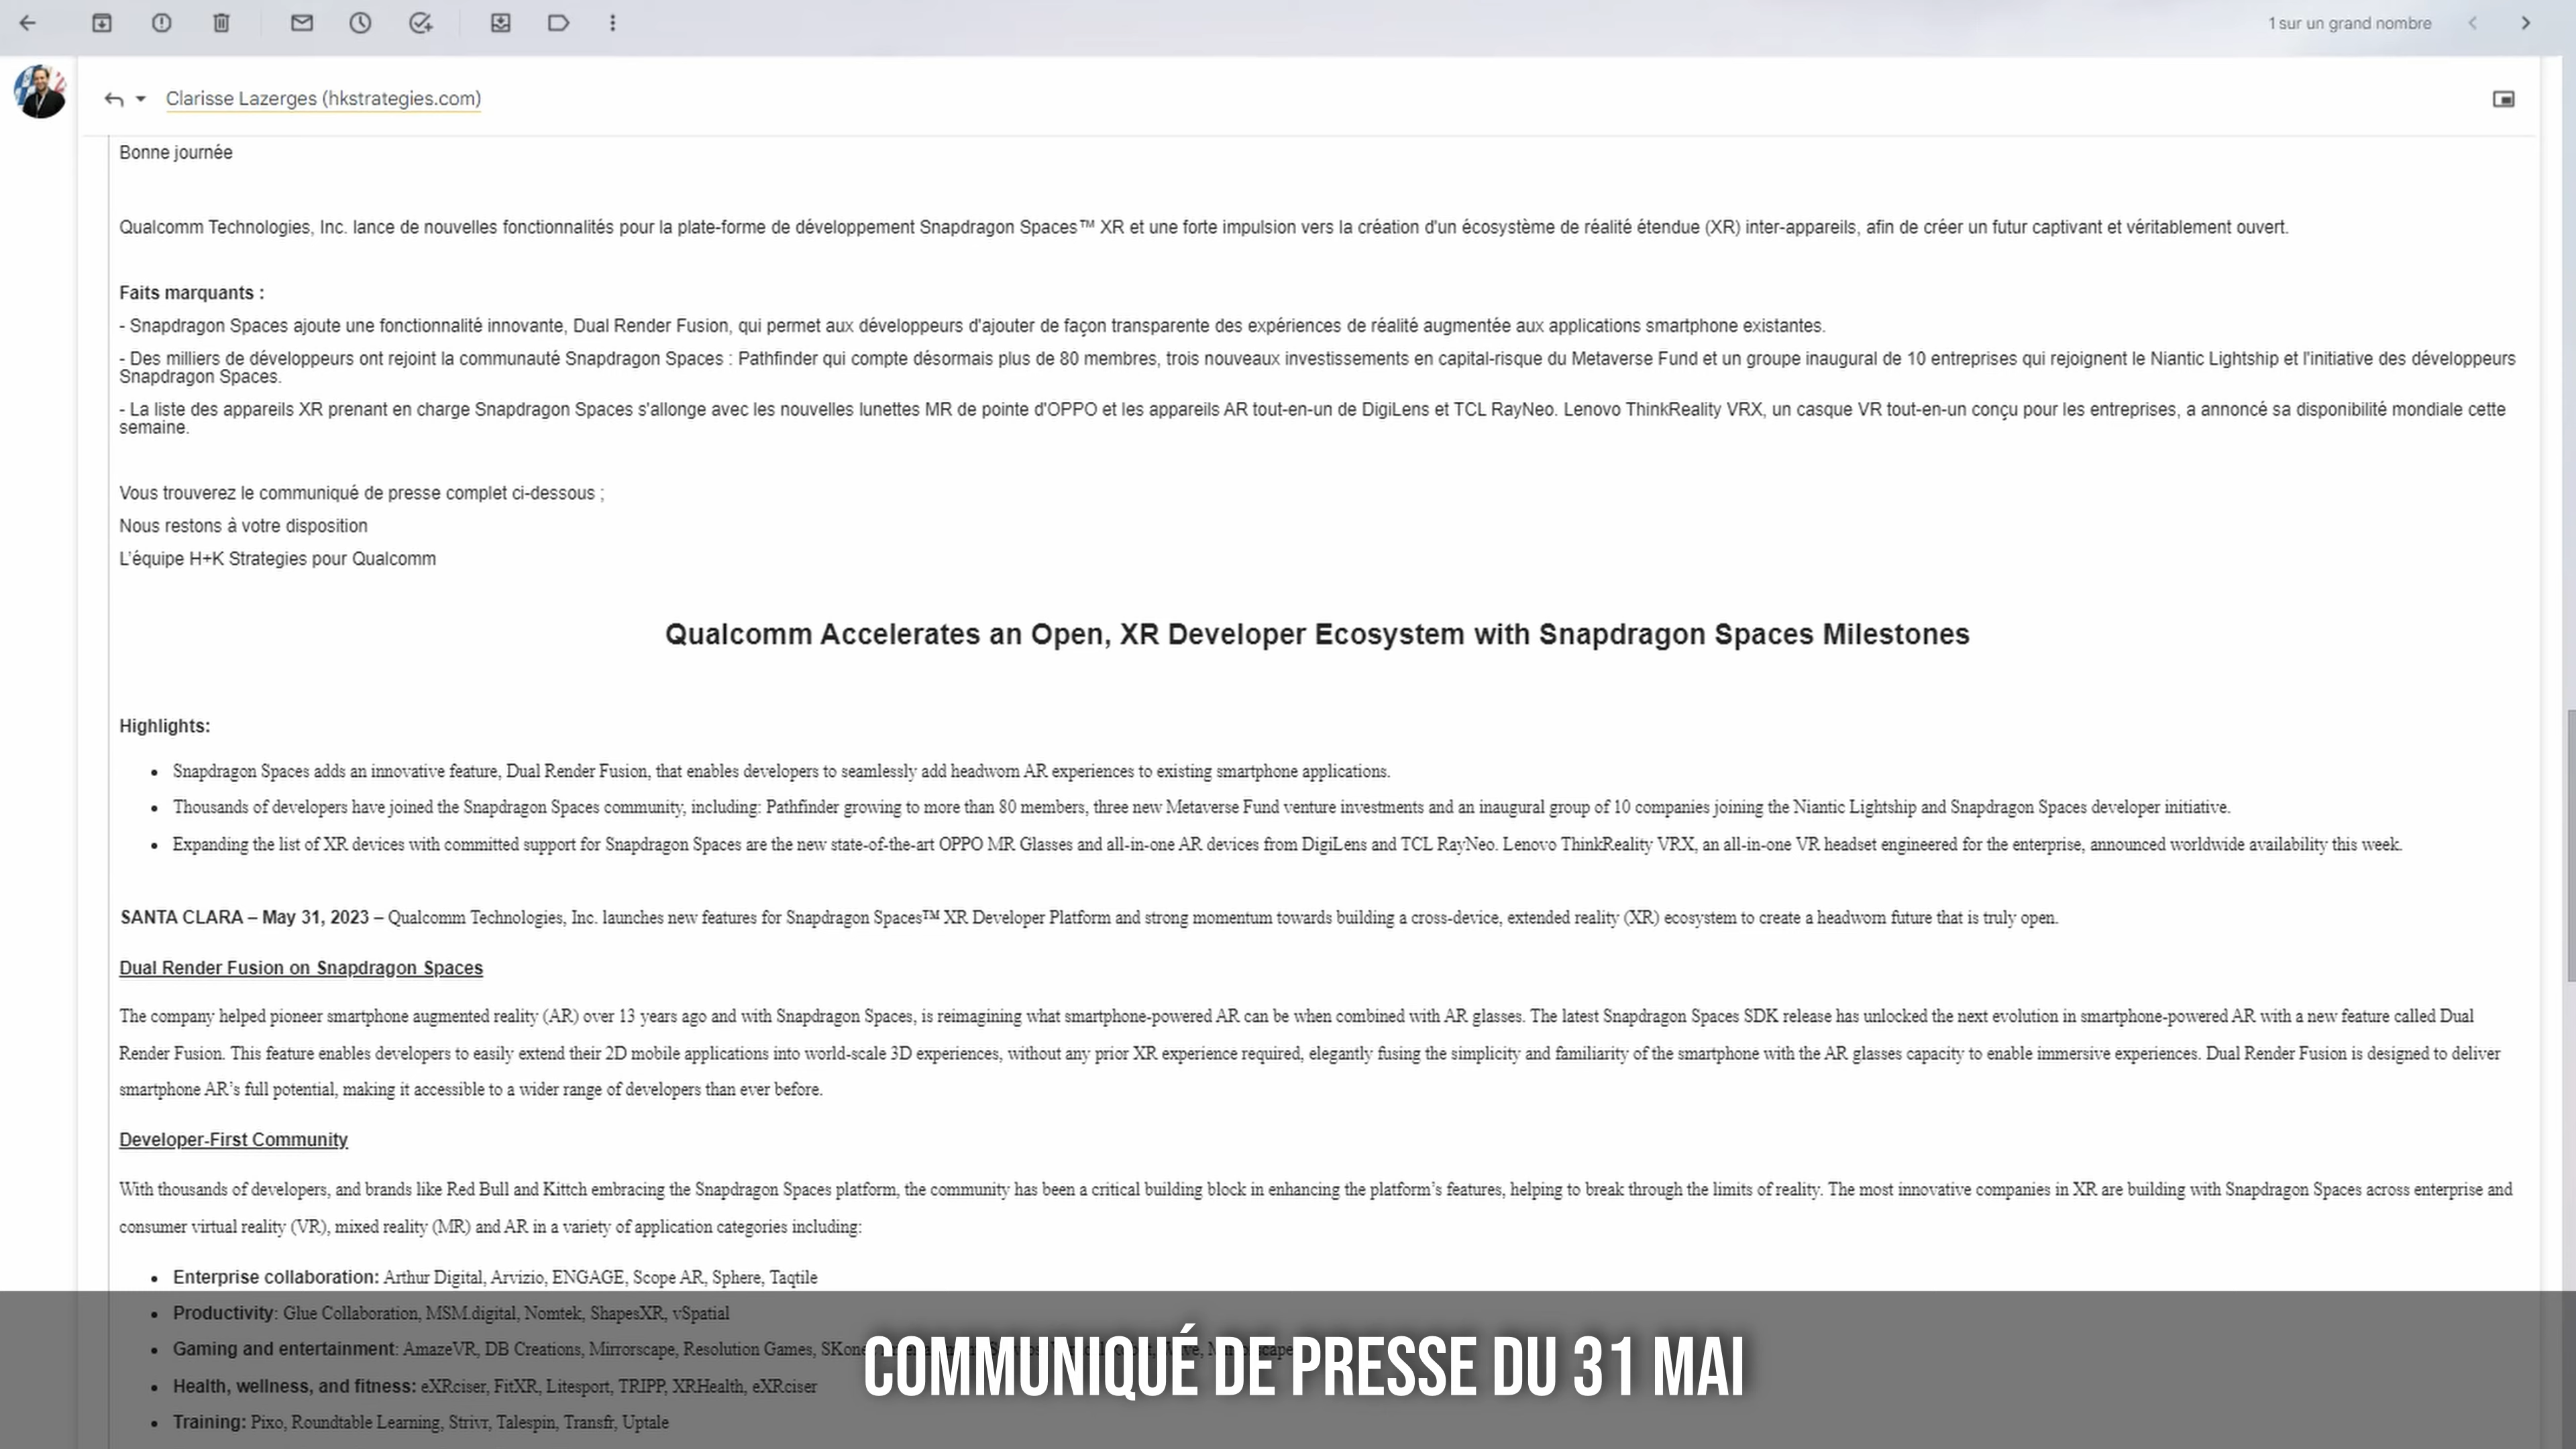 1 sur un grand nombre
Clarisse Lazerges (hkstrategies.com)
Bonne journée
Qualcomm Technologies, Inc. lance de nouvelles fonctionnalités pour la plate-forme de développement Snapdragon Spaces™ XR et une forte impulsion vers la création d'un écosystème de réalité étendue (XR) inter-appareils, afin de créer un futur captivant et véritablement ouvert.
Faits marquants :
- Snapdragon Spaces ajoute une fonctionnalité innovante, Dual Render Fusion, qui permet aux développeurs d'ajouter de façon transparente des expériences de réalité augmentée aux applications smartphone existantes.
- Des milliers de développeurs ont rejoint la communauté Snapdragon Spaces : Pathfinder qui compte désormais plus de 80 membres, trois nouveaux investissements en capital-risque du Metaverse Fund et un groupe inaugural de 10 entreprises qui rejoignent le Niantic Lightship et l'initiative des développeurs
Snapdragon Spaces.
- La liste des appareils XR prenant en charge Snapdragon Spaces s'allonge avec les nouvelles lunettes MR de pointe d'OPPO et les appareils AR tout-en-un de DigiLens et TCL RayNeo. Lenovo ThinkReality VRX, un casque VR tout-en-un conçu pour les entreprises, a annoncé sa disponibilité mondiale cette
semaine.
Vous trouverez le communiqué de presse complet ci-dessous ;
Nous restons à votre disposition
L'équipe H+K Strategies pour Qualcomm
Qualcomm Accelerates an Open, XR Developer Ecosystem with Snapdragon Spaces Milestones
Highlights:
• Snapdragon Spaces adds an innovative feature, Dual Render Fusion, that enables developers to seamlessly add headworn AR experiences to existing smartphone applications.
• Thousands of developers have joined the Snapdragon Spaces community, including: Pathfinder growing to more than 80 members, three new Metaverse Fund venture investments and an inaugural group of 10 companies joining the Niantic Lightship and Snapdragon Spaces developer initiative.
• Expanding the list of XR devices with committed support for Snapdragon Spaces are the new state-of-the-art OPPO MR Glasses and all-in-one AR devices from DigiLens and TCL RayNeo. Lenovo ThinkReality VRX, an all-in-one VR headset engineered for the enterprise, announced worldwide availability this week.
SANTA CLARA – May 31, 2023 – Qualcomm Technologies, Inc. launches new features for Snapdragon Spaces™ XR Developer Platform and strong momentum towards building a cross-device, extended reality (XR) ecosystem to create a headworn future that is truly open.
Dual Render Fusion on Snapdragon Spaces
The company helped pioneer smartphone augmented reality (AR) over 13 years ago and with Snapdragon Spaces, is reimagining what smartphone-powered AR can be when combined with AR glasses. The latest Snapdragon Spaces SDK release has unlocked the next evolution in smartphone-powered AR with a new feature called Dual
Render Fusion. This feature enables developers to easily extend their 2D mobile applications into world-scale 3D experiences, without any prior XR experience required, elegantly fusing the simplicity and familiarity of the smartphone with the AR glasses capacity to enable immersive experiences. Dual Render Fusion is designed to deliver
smartphone AR's full potential, making it accessible to a wider range of developers than ever before.
Developer-First Community
With thousands of developers, and brands like Red Bull and Kittch embracing the Snapdragon Spaces platform, the community has been a critical building block in enhancing the platform's features, helping to break through the limits of reality. The most innovative companies in XR are building with Snapdragon Spaces across enterprise and
consumer virtual reality (VR), mixed reality (MR) and AR in a variety of application categories including:
• Enterprise collaboration: Arthur Digital, Arvizio, ENGAGE, Scope AR, Sphere, Taqtile
• Productivity: Glue Collaboration, MSM.digital, Nomtek, ShapesXR, vSpatial
• Gaming and entertainment: AmazeVR, DB Creations, Mirrorscape, Resolution Games,
• Health, wellness, and fitness: eXRciser, FitXR, Litesport, TRIPP, XRHealth, eXRciser
• Training: Pixo, Roundtable Learning, Strivr, Talespin, Transfr, Uptale
COMMUNIQUÉ DE PRESSE DU 31 MAI